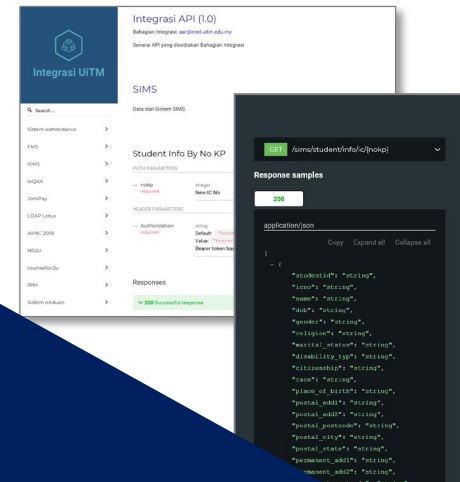 Integrasi API (1.0)
Bahagian Integrasi: aar@ined.uitm.edu.my
Senarai API yang disediakan Bahagian Integrasi
Integrasi UiTM
SIMS
Data dari Sistem SIMS
Search...
Sistem eattendance
FMS
AIMS
INQKA
JomPay
LDAP Lotus
AKNC 2018
HR2U
counsellor2u
iDMI
Sistem eAduan
Student Info By No KP
PATH PARAMETERS
nokp
required
integer
New IC No
HEADER PARAMETERS
Authorization
required
string
Default:
Value:
Bearer token
Responses
200 Successful response
GET /sims/student/info/ic/{nokp}
Response samples
200
application/json
Copy Expand all Collapse all
[
- {
"studentid": "string",
"icno": "string",
"name": "string",
"dob": "string",
"gender": "string",
"religion": "string",
"marital_status": "string",
"disability_typ": "string",
"citizenship": "string",
"race": "string",
"place_of_birth": "string",
"postal_add1": "string",
"postal_add2": "string",
"postal_postcode": "string",
"postal_city": "string",
"postal_state": "string",
"permanent_add1": "string",
"permanent_add2": "string",